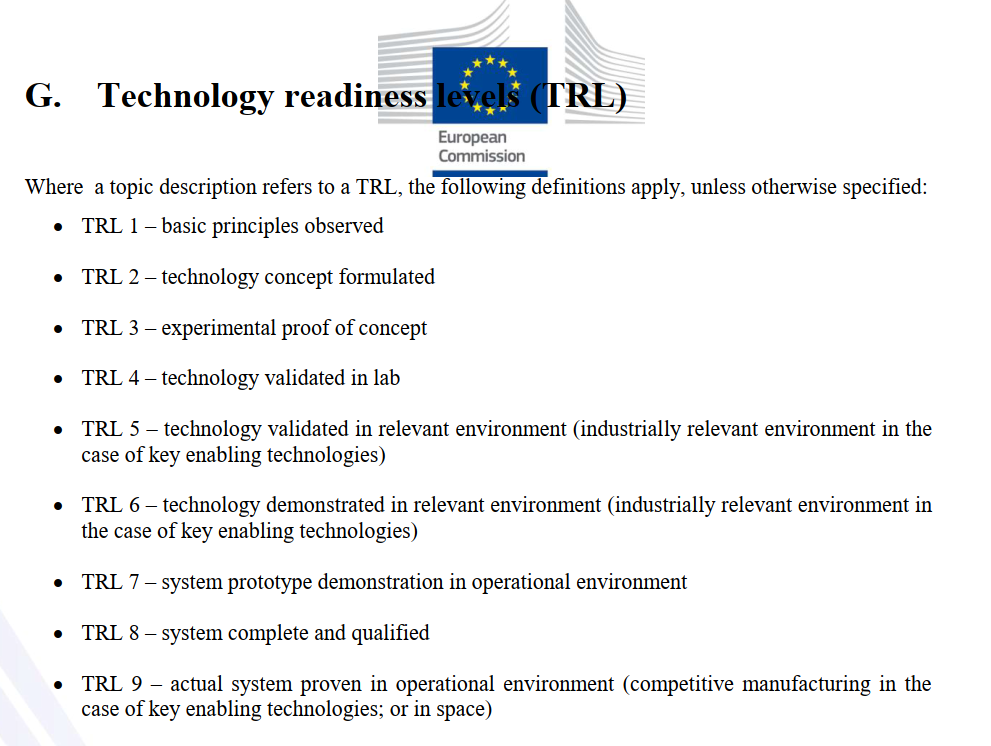 G. Technology readiness levels (TRL)
European
Commission
Where a topic description refers to a TRL, the following definitions apply, unless otherwise specified:
• TRL 1 – basic principles observed
• TRL 2 – technology concept formulated
• TRL 3 – experimental proof of concept
• TRL 4 – technology validated in lab
• TRL 5 – technology validated in relevant environment (industrially relevant environment in the
case of key enabling technologies)
• TRL 6 – technology demonstrated in relevant environment (industrially relevant environment in
the case of key enabling technologies)
• TRL 7 – system prototype demonstration in operational environment
• TRL 8 – system complete and qualified
• TRL 9 – actual system proven in operational environment (competitive manufacturing in the
case of key enabling technologies; or in space)